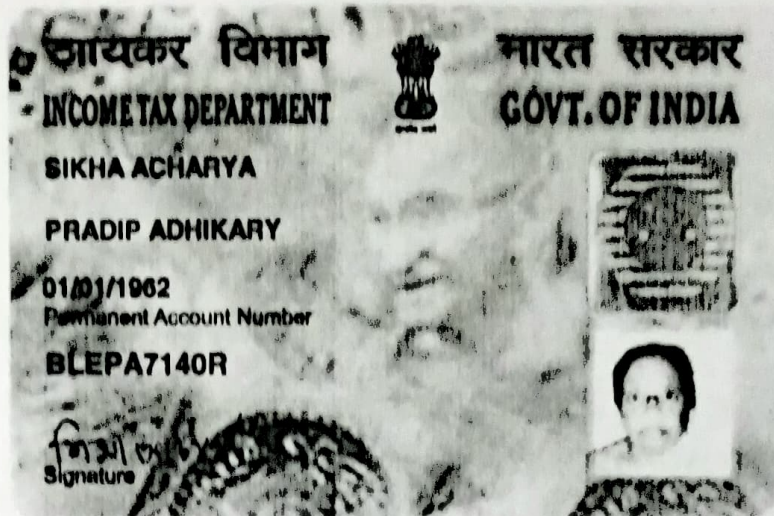 आयकर विभाग
भारत सरकार
INCOME TAX DEPARTMENT
GOVT. OF INDIA
SIKHA ACHARYA
PRADIP ADHIKARY
01/01/1962
Permanent Account Number
BLEPA7140R
Signature